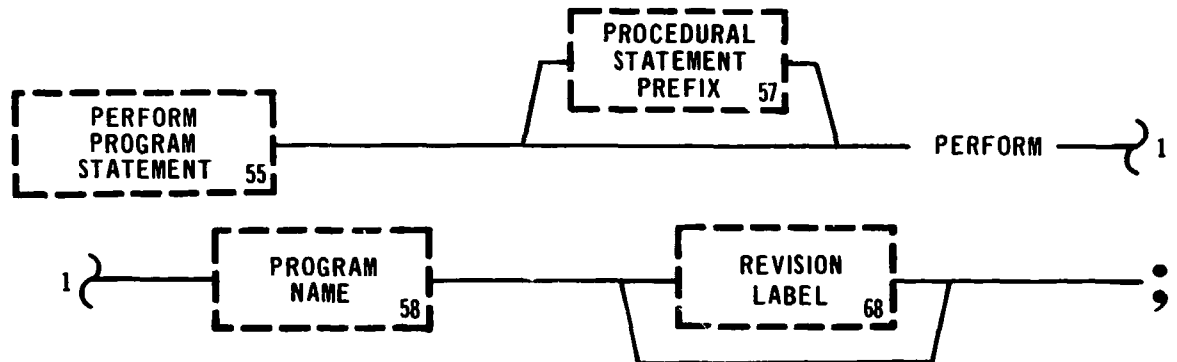 PROCEDURAL
STATEMENT
PREFIX 57
PERFORM
PROGRAM
STATEMENT 55
PERFORM 1
1 PROGRAM
NAME 58
REVISION
LABEL 68
;